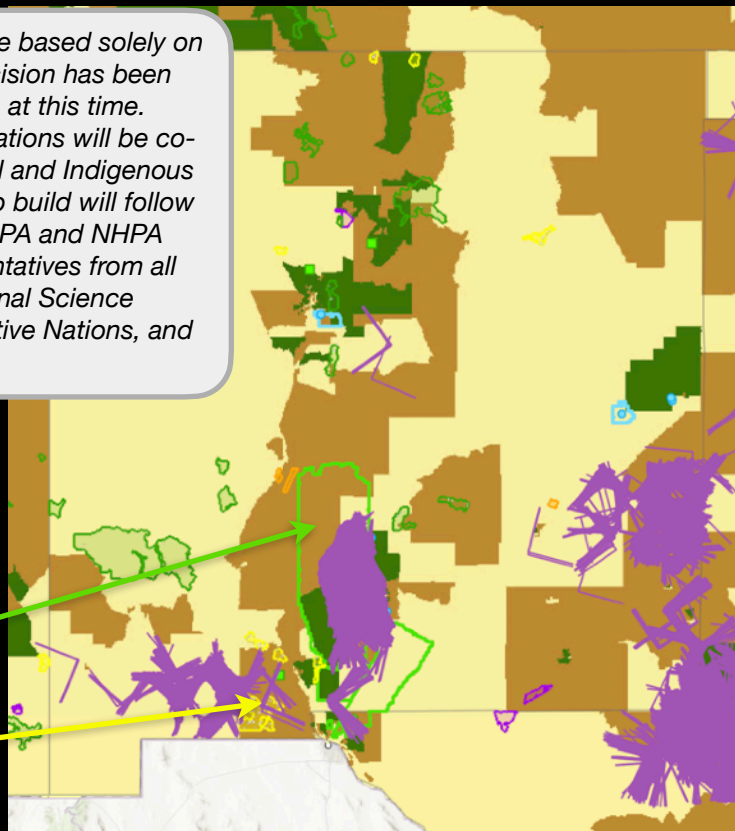 e based solely on
cision has been
at this time.
ations will be co-
l and Indigenous
o build will follow
PA and NHPA
ntatives from all
nal Science
tive Nations, and